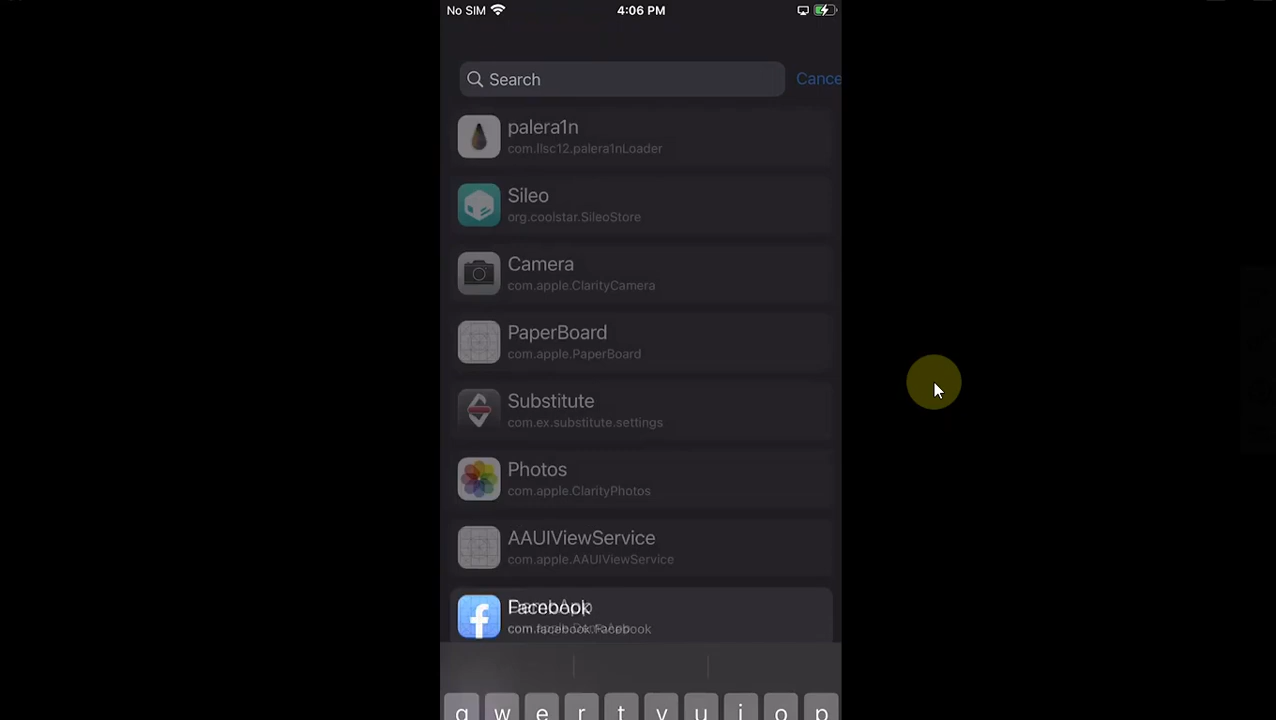 No SIM
4:06 PM
Search
Cance
palera1n
com.llsc12.palera1nLoader
Sileo
org.coolstar.SileoStore
Camera
com.apple.ClarityCamera
PaperBoard
com.apple.PaperBoard
Substitute
com.ex.substitute.settings
Photos
com.apple.ClarityPhotos
AAUIViewService
com.apple.AAUIViewService
Facebook
com.facebook.Facebook
q w e r t y u i o p